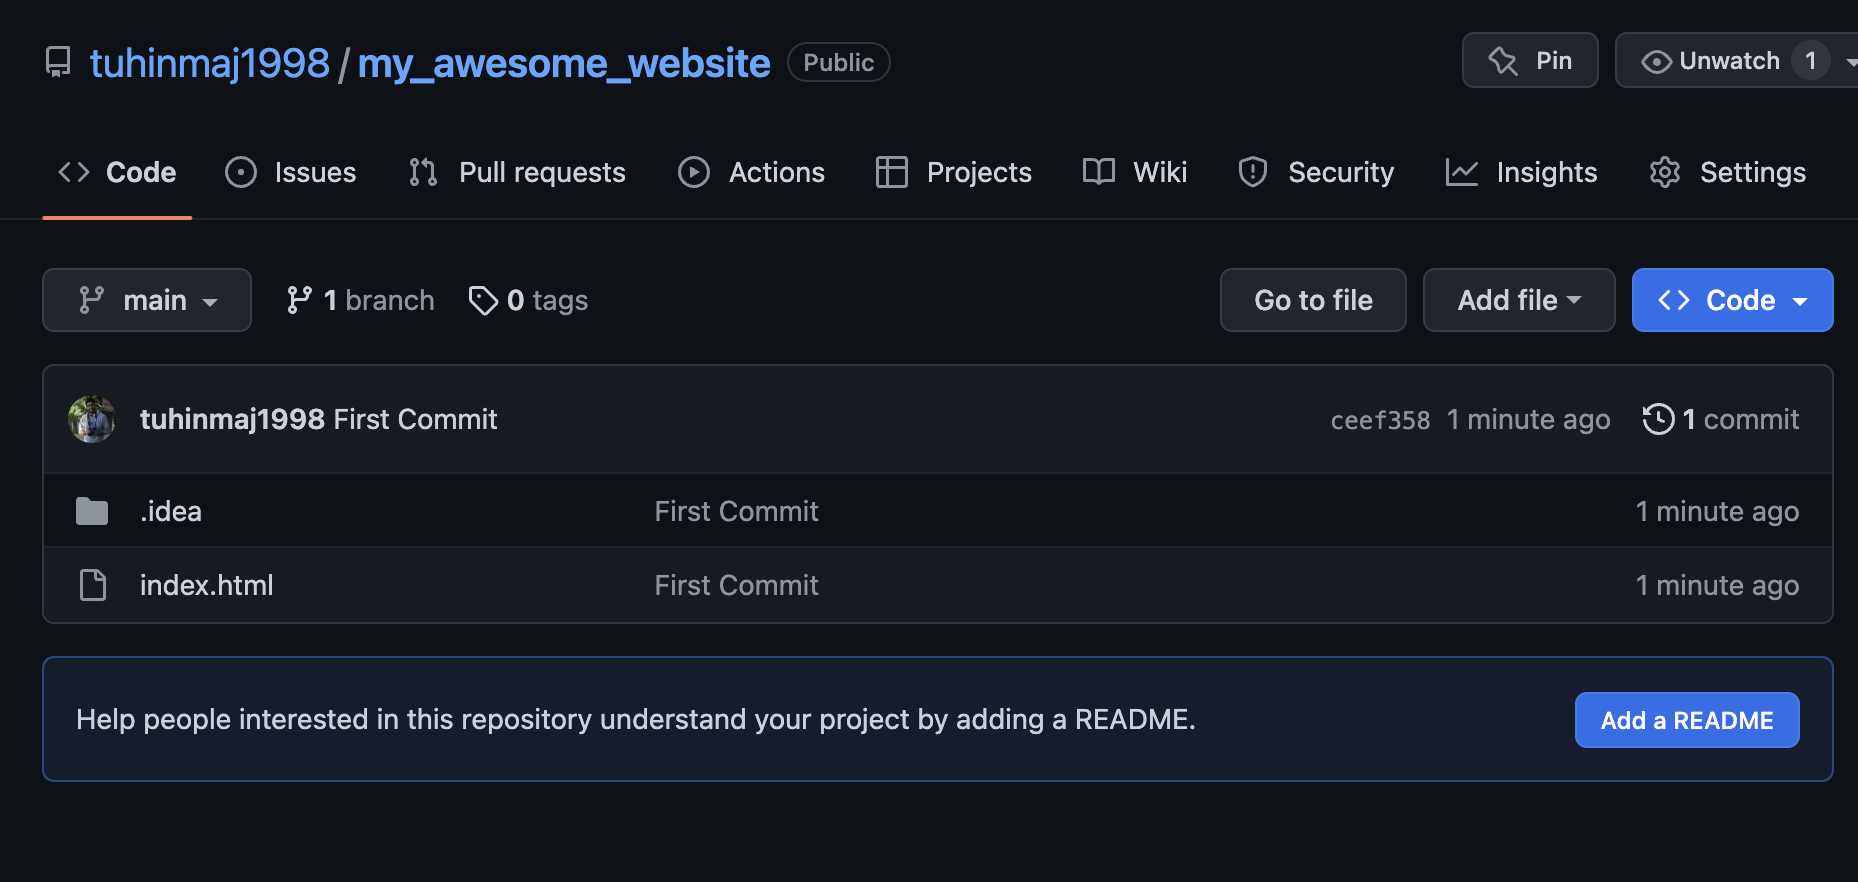 tuhinmaj1998 / my_awesome_website Public Pin Unwatch 1
Code Issues Pull requests Actions Projects Wiki Security Insights Settings
main 1 branch 0 tags Go to file Add file Code
tuhinmaj1998 First Commit ceef358 1 minute ago 1 commit
.idea First Commit 1 minute ago
index.html First Commit 1 minute ago
Help people interested in this repository understand your project by adding a README. Add a README